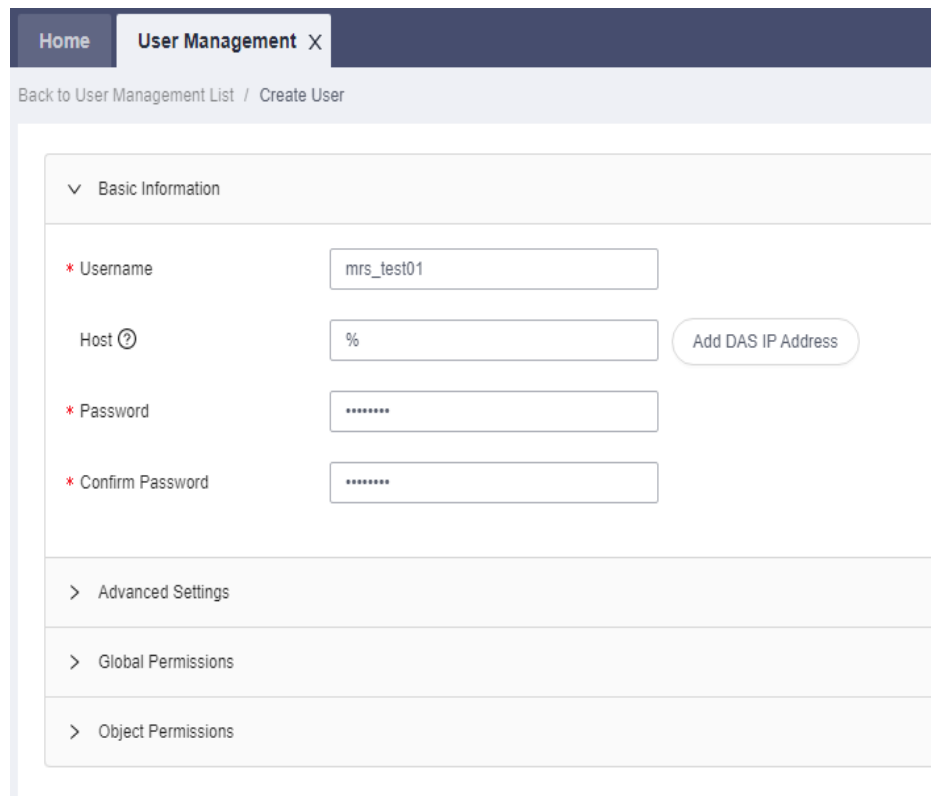 Home User Management X
Back to User Management List / Create User
Basic Information
* Username mrs_test01
Host ? % Add DAS IP Address
* Password ••••••••
* Confirm Password ••••••••
Advanced Settings
Global Permissions
Object Permissions